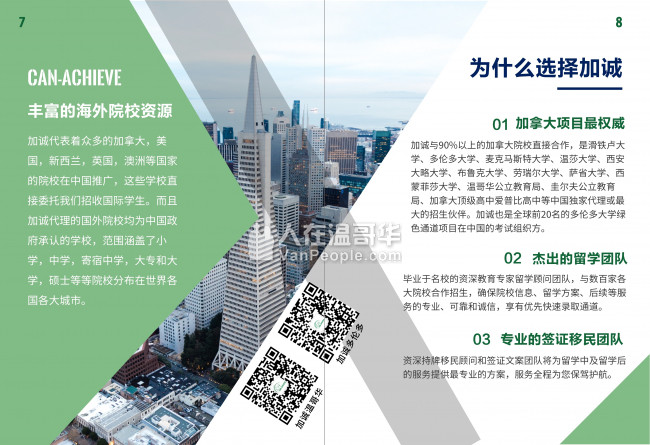 7
CAN-ACHIEVE
丰富的海外院校资源
加诚代表着众多的加拿大，美
国，新西兰，英国，澳洲等国家
的院校在中国推广，这些学校直
接委托我们招收国际学生。而且
加诚代理的国外院校均为中国政
府承认的学校，范围涵盖了小
学，中学，寄宿中学，大专和大
学，硕士等等院校分布在世界各
国各大城市。
人在温哥华
VanPeople.com
加诚多伦多
加诚温哥华
8
为什么选择加诚
01 加拿大项目最权威
加诚与90%以上的加拿大院校直接合作，是滑铁卢大
学、多伦多大学、麦克马斯特大学、温莎大学、西安
大略大学、布鲁克大学、劳瑞尔大学、萨省大学、西
蒙菲莎大学、温哥华公立教育局、圭尔夫公立教育
局、加拿大顶级高中爱普比高中等中国独家代理或最
大的招生伙伴。加诚也是全球前20名的多伦多大学绿
色通道项目在中国的考试组织方。
02 杰出的留学团队
毕业于名校的资深教育专家留学顾问团队，与数百家各
大院校合作招生，确保院校信息、留学方案、后续等服
务的专业、可靠和诚信，享有优先快速录取通道。
03 专业的签证移民团队
资深持牌移民顾问和签证文案团队将为留学中及留学后
的服务提供最专业的方案，服务全程为您保驾护航。